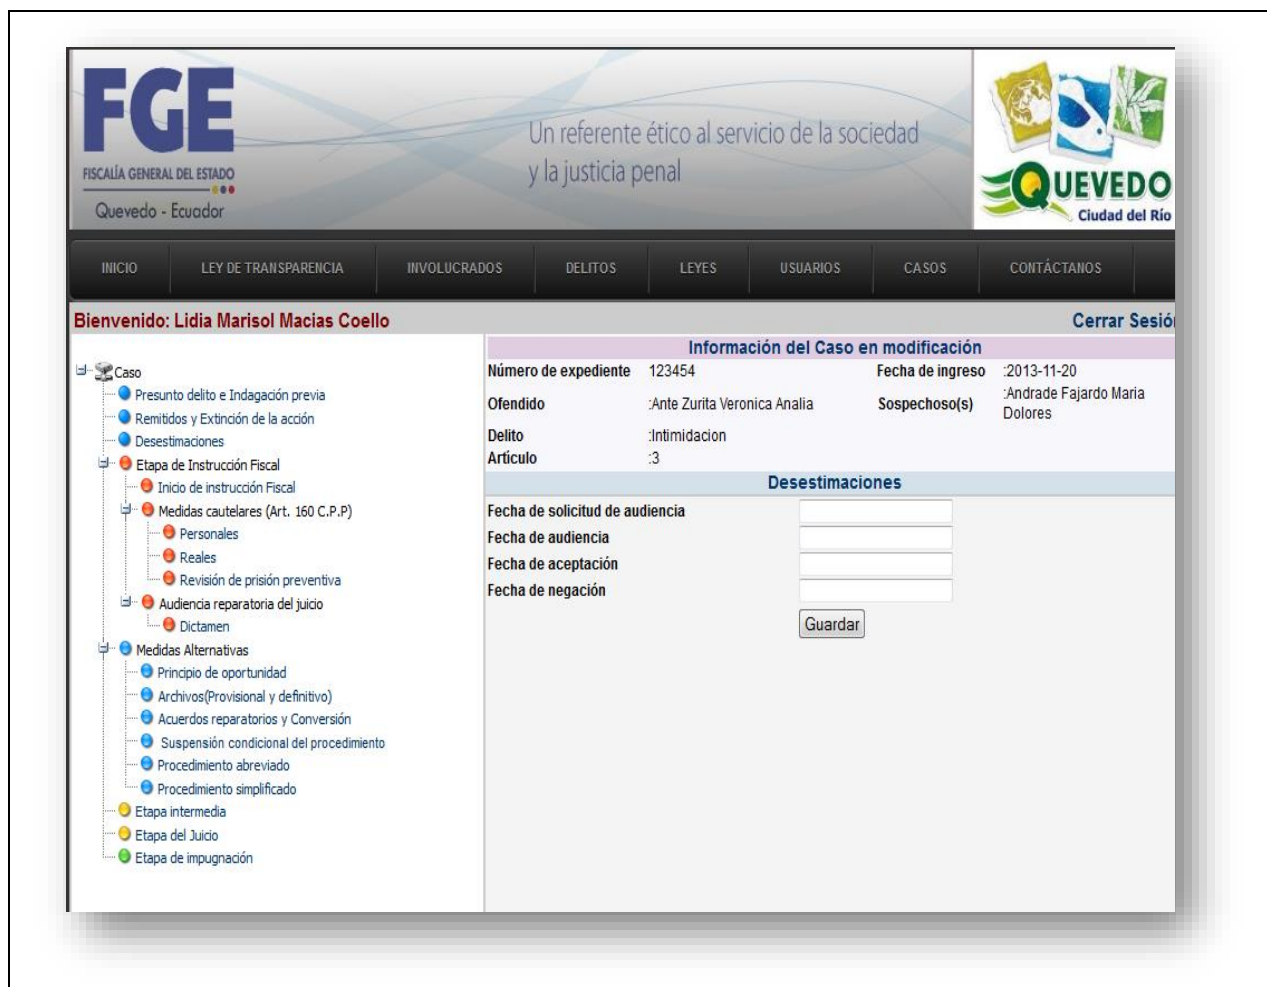 FGE
FISCALÍA GENERAL DEL ESTADO
Quevedo - Ecuador
Un referente ético al servicio de la sociedad
y la justicia penal
QUEVEDO
Ciudad del Río
INICIO LEY DE TRANSPARENCIA INVOLUCRADOS DELITOS LEYES USUARIOS CASOS CONTÁCTANOS
Bienvenido: Lidia Marisol Macias Coello Cerrar Sesión
Caso
Presunto delito e Indagación previa
Remitidos y Extinción de la acción
Desestimaciones
Etapa de Instrucción Fiscal
Inicio de instrucción Fiscal
Medidas cautelares (Art. 160 C.P.P)
Personales
Reales
Revisión de prisión preventiva
Audiencia reparatoria del juicio
Dictamen
Medidas Alternativas
Principio de oportunidad
Archivos(Provisional y definitivo)
Acuerdos reparatorios y Conversión
Suspensión condicional del procedimiento
Procedimiento abreviado
Procedimiento simplificado
Etapa intermedia
Etapa del Juicio
Etapa de impugnación
Información del Caso en modificación
Número de expediente 123454 Fecha de ingreso :2013-11-20
Ofendido :Ante Zurita Veronica Analia Sospechoso(s) :Andrade Fajardo Maria
Dolores
Delito :Intimidacion
Artículo :3
Desestimaciones
Fecha de solicitud de audiencia
Fecha de audiencia
Fecha de aceptación
Fecha de negación
Guardar